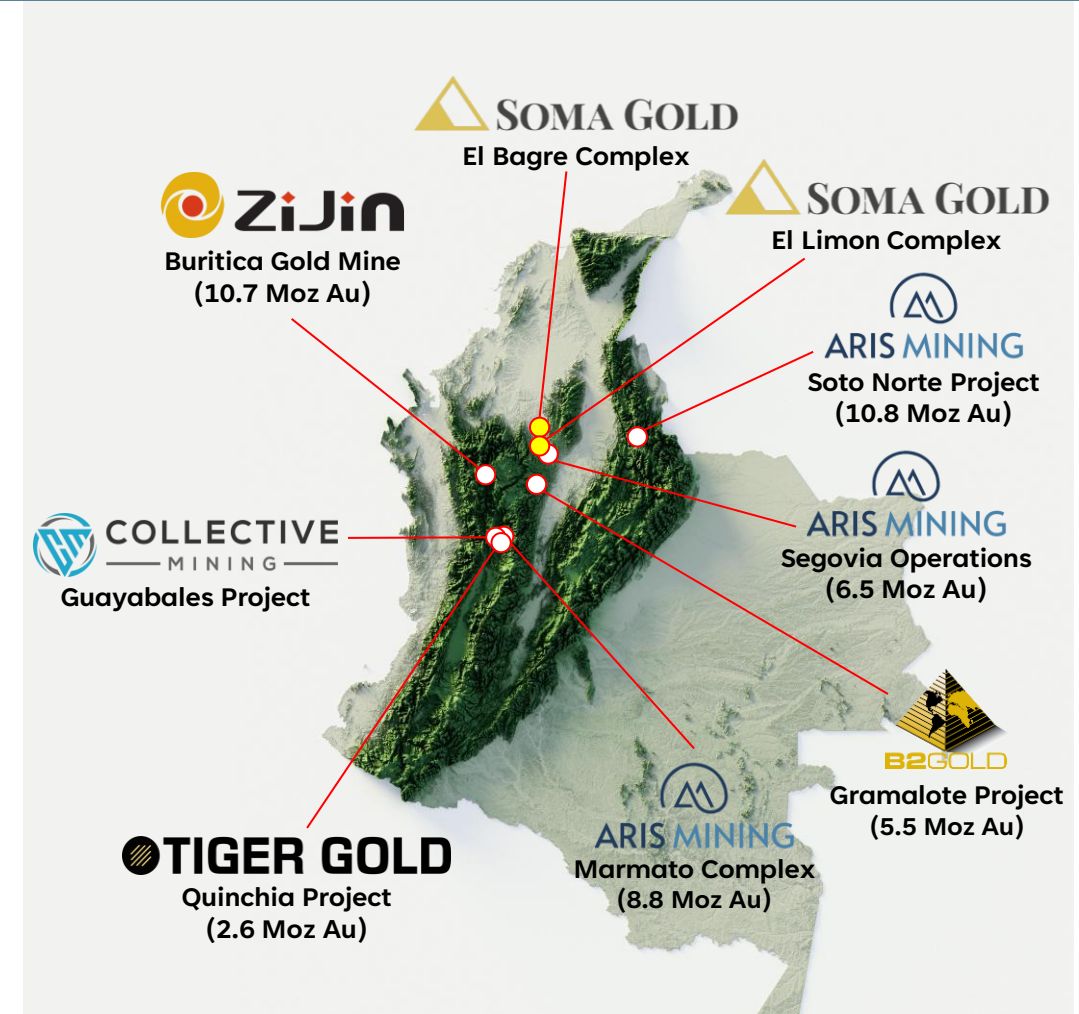 SOMA GOLD
El Bagre Complex
SOMA GOLD
El Limon Complex
ZiJin
Buritica Gold Mine
(10.7 Moz Au)
ARIS MINING
Soto Norte Project
(10.8 Moz Au)
ARIS MINING
Segovia Operations
(6.5 Moz Au)
COLLECTIVE
MINING
Guayabales Project
B2GOLD
Gramalote Project
(5.5 Moz Au)
ARIS MINING
Marmato Complex
(8.8 Moz Au)
TIGER GOLD
Quinchia Project
(2.6 Moz Au)